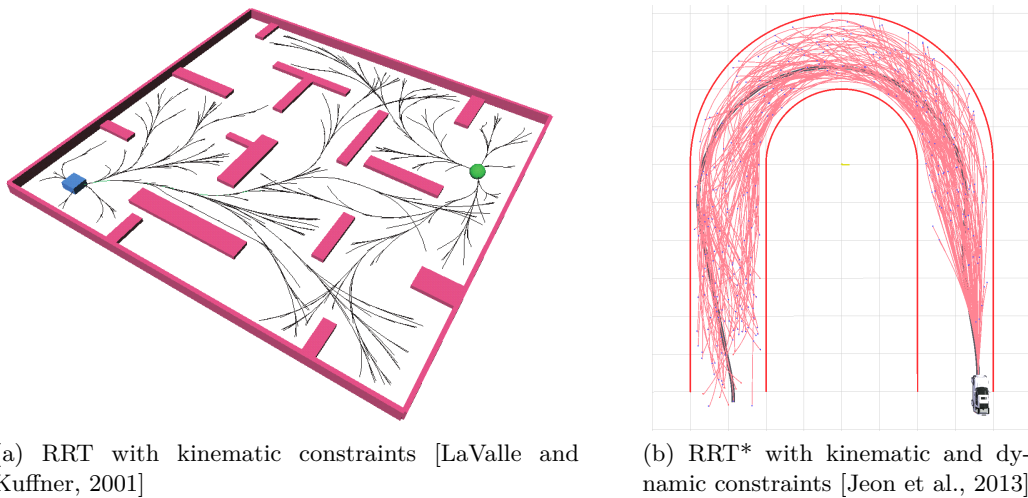 (a) RRT with kinematic constraints [LaValle and
Kuffner, 2001]
(b) RRT* with kinematic and dy-
namic constraints [Jeon et al., 2013]